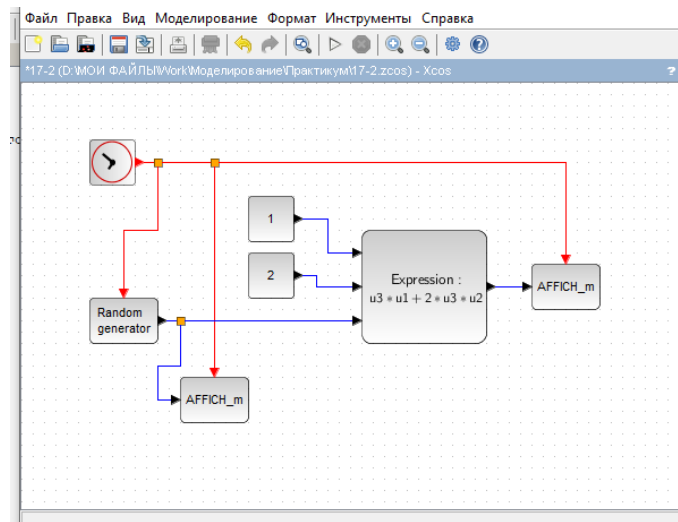 Файл Правка Вид Моделирование Формат Инструменты Справка
*17-2 (D:\МОИ ФАЙЛЫ\Work\Моделирование\Практикум\17-2.zcos) - Xcos
?
1
2
Expression :
u3 * u1 + 2 * u3 * u2
AFFICH_m
Random
generator
AFFICH_m